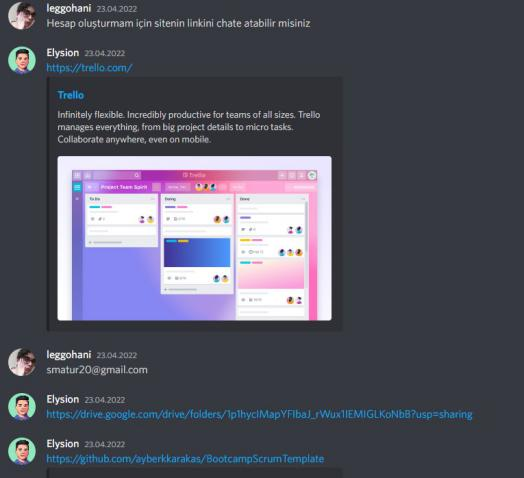 leggohani 23.04.2022
Hesap oluşturmam için sitenin linkini chate atabilir misiniz
Elysion 23.04.2022
https://trello.com/
Trello
Infinitely flexible. Incredibly productive for teams of all sizes. Trello
manages everything, from big project details to micro tasks.
Collaborate anywhere, even on mobile.
Trello
Project Team Spirit
To Do
Doing
Done
leggohani 23.04.2022
smatur20@gmail.com
Elysion 23.04.2022
https://drive.google.com/drive/folders/1p1hycIMapYFIbaJ_rWux1IEMIGLKoNbB?usp=sharing
Elysion 23.04.2022
https://github.com/ayberkkarakas/BootcampScrumTemplate